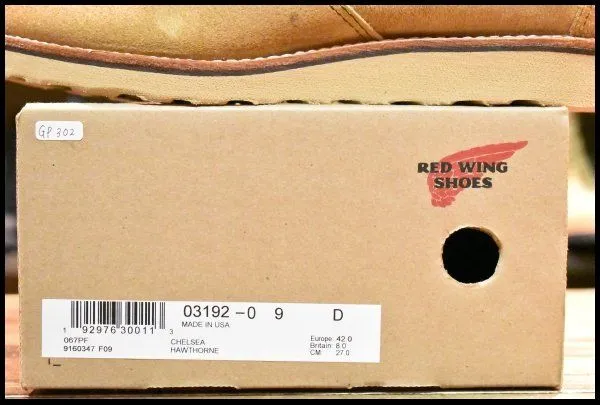 GP302
RED WING
SHOES
03192-0 9 D
MADE IN USA
1 92976 30011 3
067PF
CHELSEA
9160347 F09
HAWTHORNE
Europe: 42.0
Britain: 8.0
CM 27.0